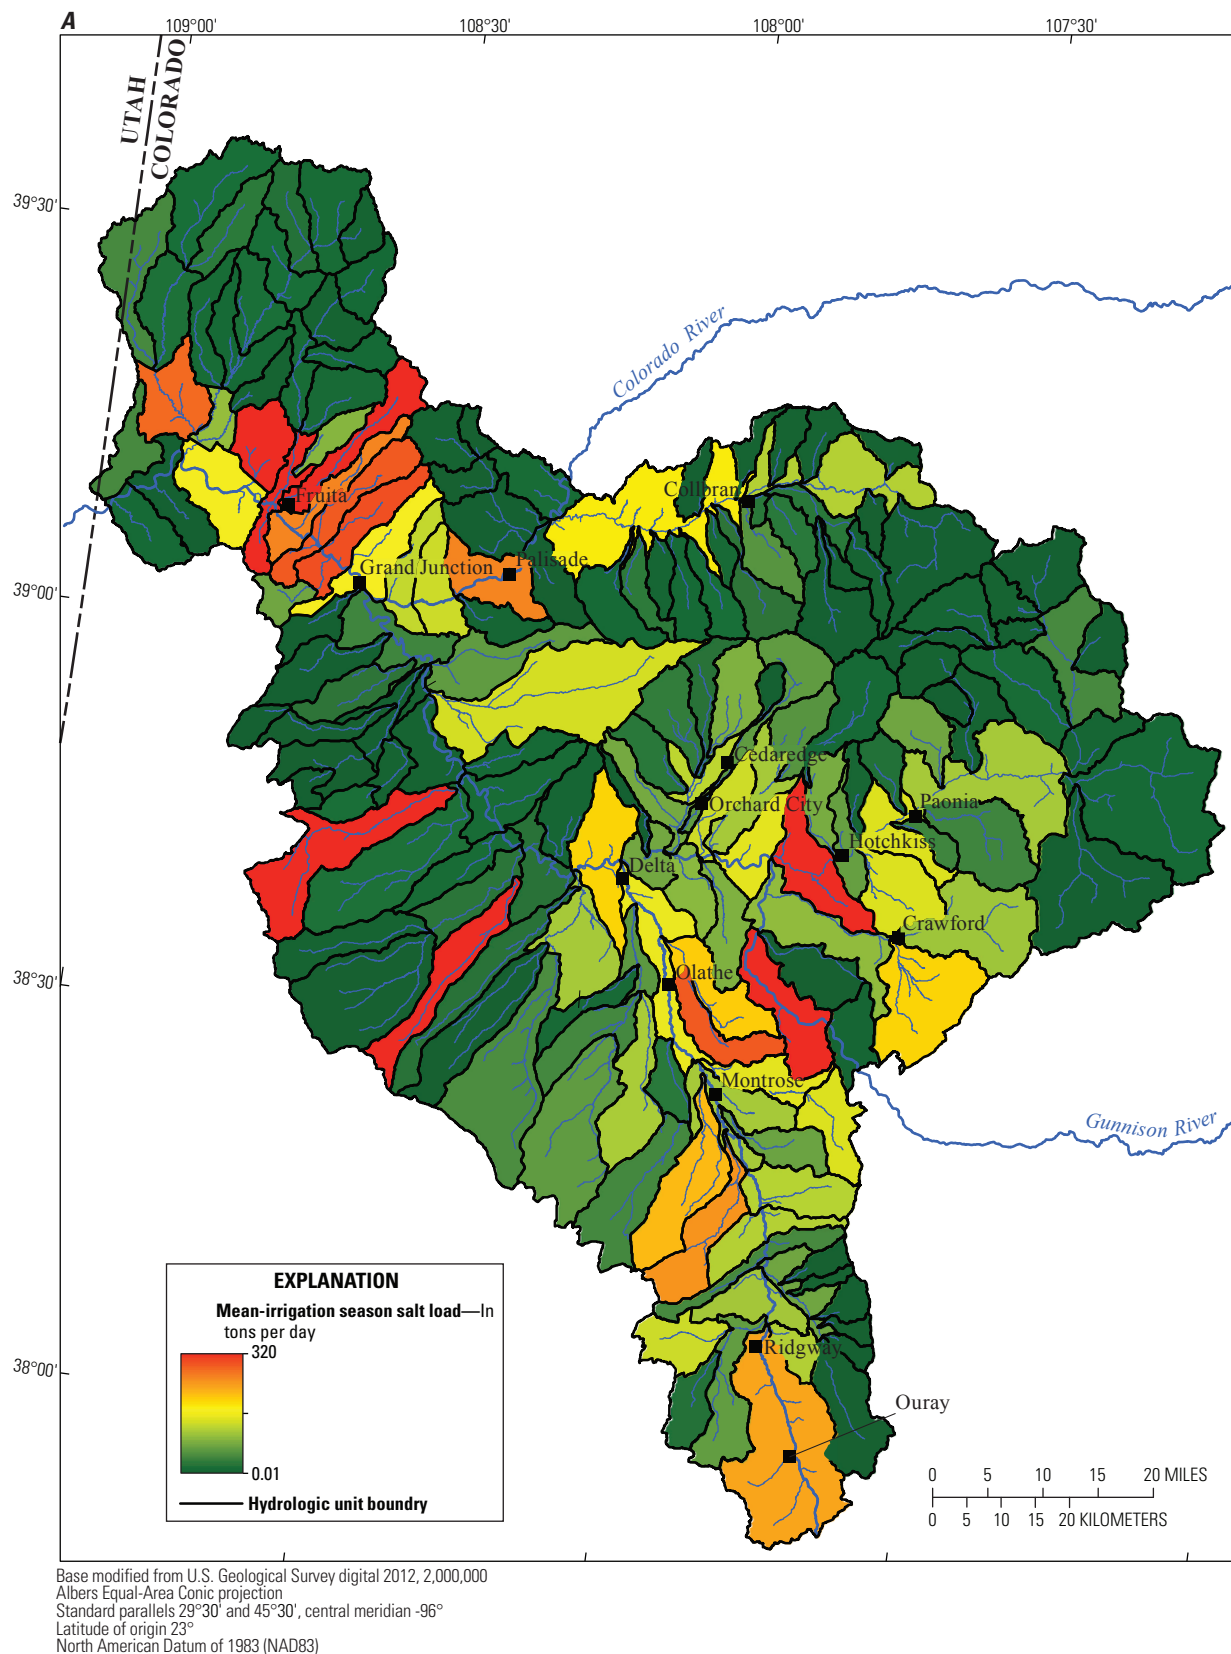 A
109°00'
108°30'
108°00'
107°30'
UTAH
COLORADO
39°30'
Colorado River
Collbran
Fruita
Palisade
Grand Junction
39°00'
Cedaredge
Orchard City
Paonia
Hotchkiss
Delta
Crawford
Olathe
38°30'
Montrose
Gunnison River
EXPLANATION
Mean-irrigation season salt load—In
tons per day
320
0.01
Hydrologic unit boundry
38°00'
Ridgway
Ouray
0 5 10 15 20 MILES
0 5 10 15 20 KILOMETERS
Base modified from U.S. Geological Survey digital 2012, 2,000,000
Albers Equal-Area Conic projection
Standard parallels 29°30' and 45°30', central meridian -96°
Latitude of origin 23°
North American Datum of 1983 (NAD83)